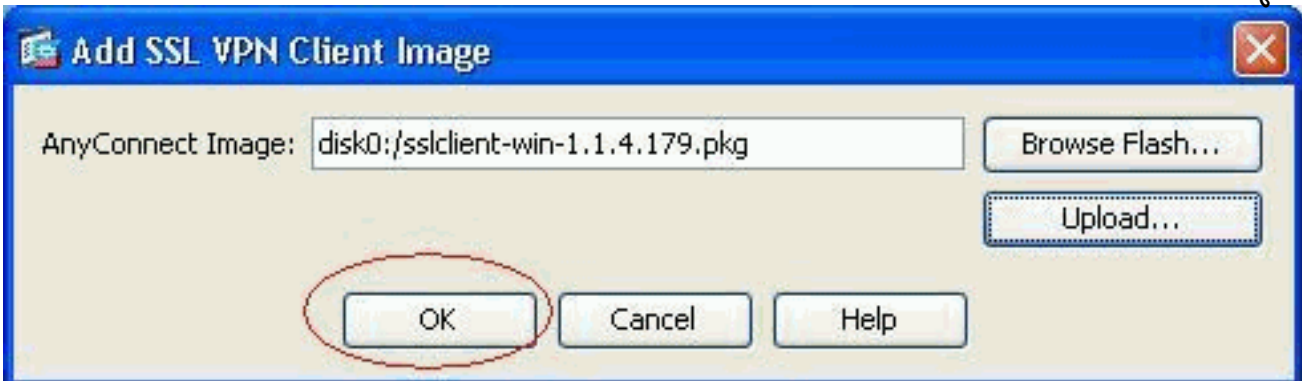 Add SSL VPN Client Image
AnyConnect Image: disk0:/sslclient-win-1.1.4.179.pkg Browse Flash...
Upload...
OK Cancel Help